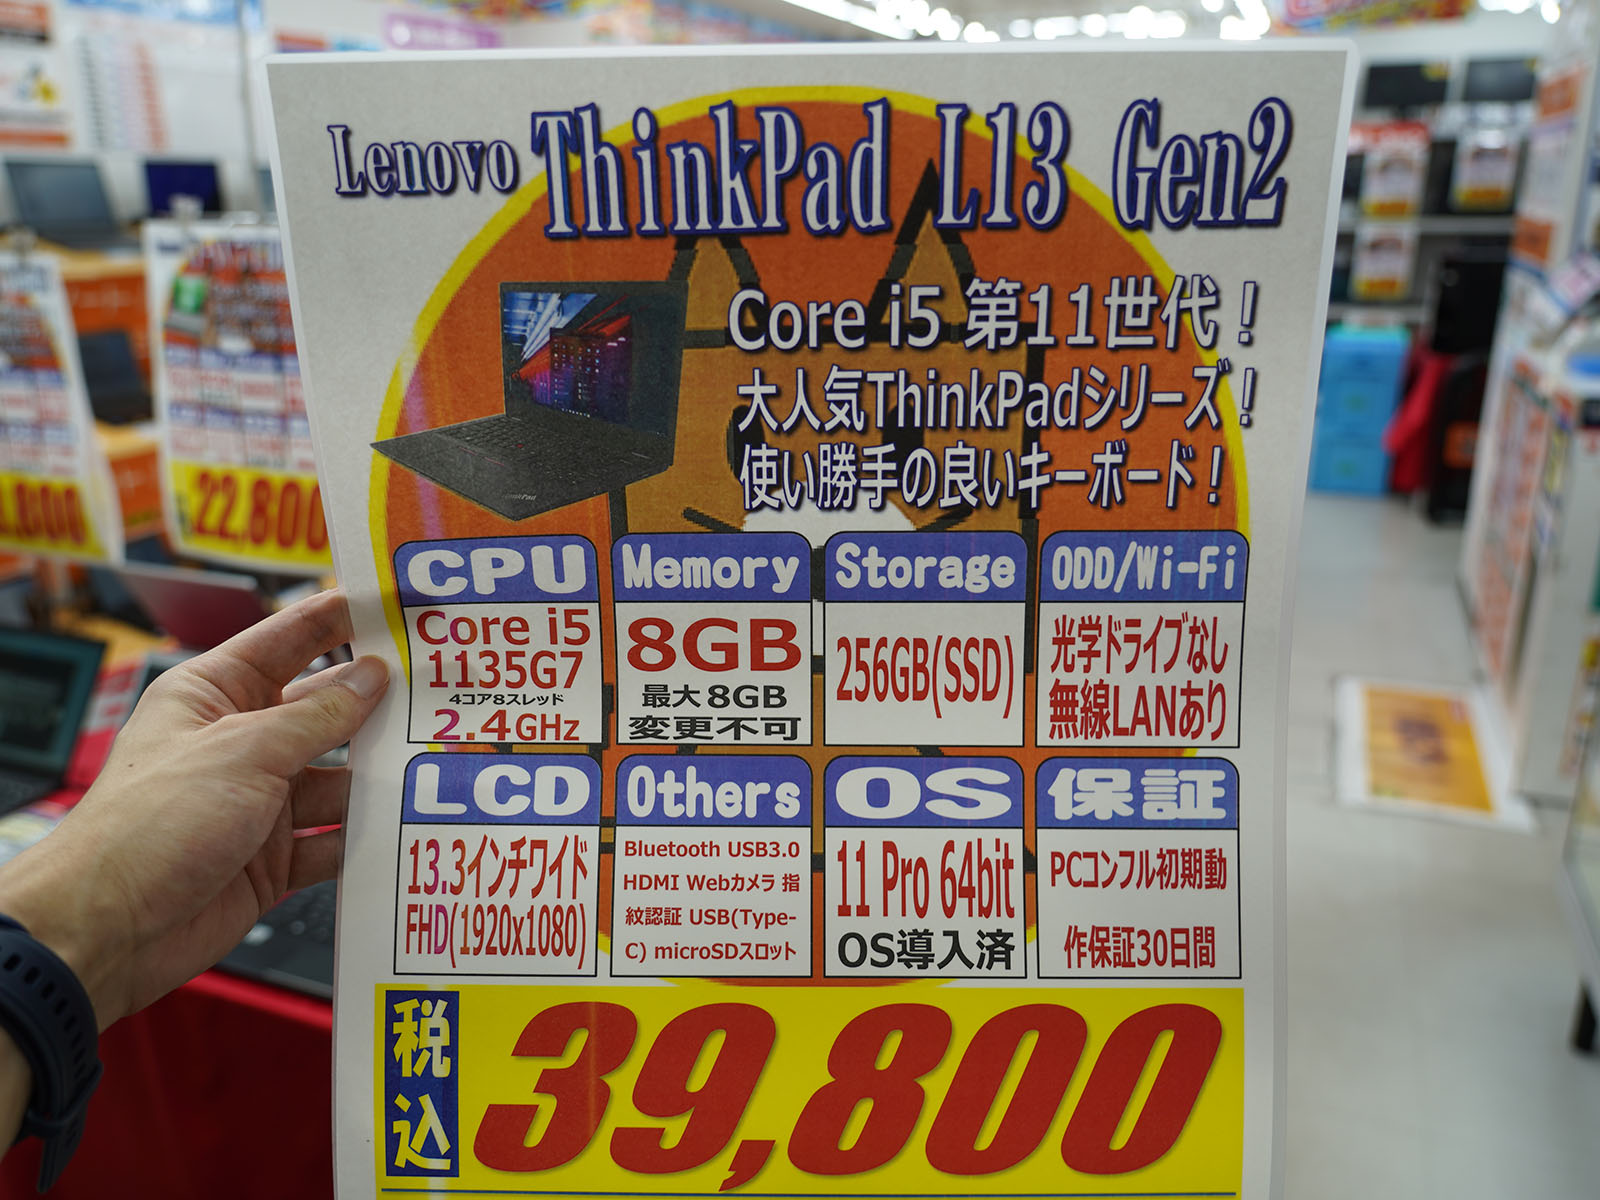 Lenovo ThinkPad L13 Gen2
Core i5 第11世代！
大人気ThinkPadシリーズ！
使い勝手の良いキーボード！
CPU
Core i5
1135G7
4コア8スレッド
2.4GHz
Memory
8GB
最大8GB
変更不可
Storage
256GB(SSD)
ODD/Wi-Fi
光学ドライブなし
無線LANあり
LCD
13.3インチワイド
FHD(1920x1080)
Others
Bluetooth USB3.0
HDMI Webカメラ 指
紋認証 USB(Type-
C) microSDスロット
OS
11 Pro 64bit
OS導入済
保証
PCコンフル初期動
作保証30日間
税込
39,800
22,800